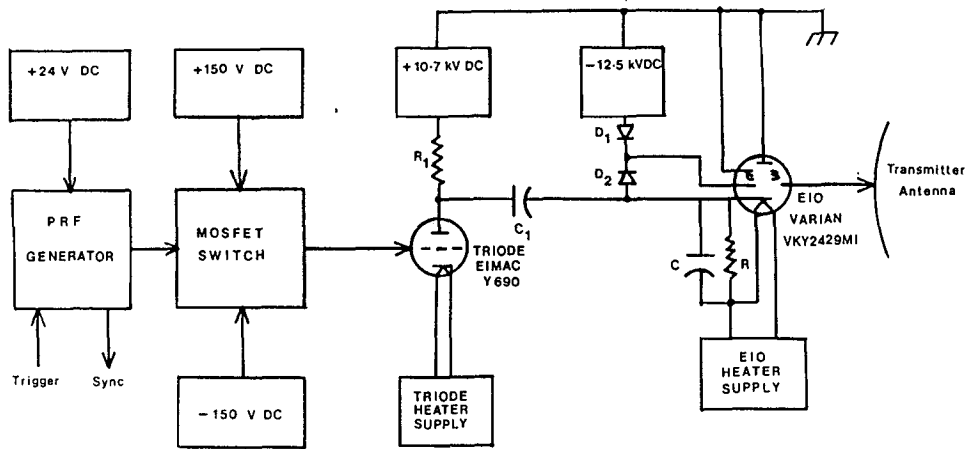 +24 V DC
+150 V DC
+10·7 kV DC
−12·5 kVDC
D1
R1
D2
PRF
GENERATOR
MOSFET
SWITCH
C1
TRIODE
EIMAC
Y690
EIO
VARIAN
VKY2429MI
Transmitter
Antenna
C
R
Trigger
Sync
−150 V DC
TRIODE
HEATER
SUPPLY
EIO
HEATER
SUPPLY